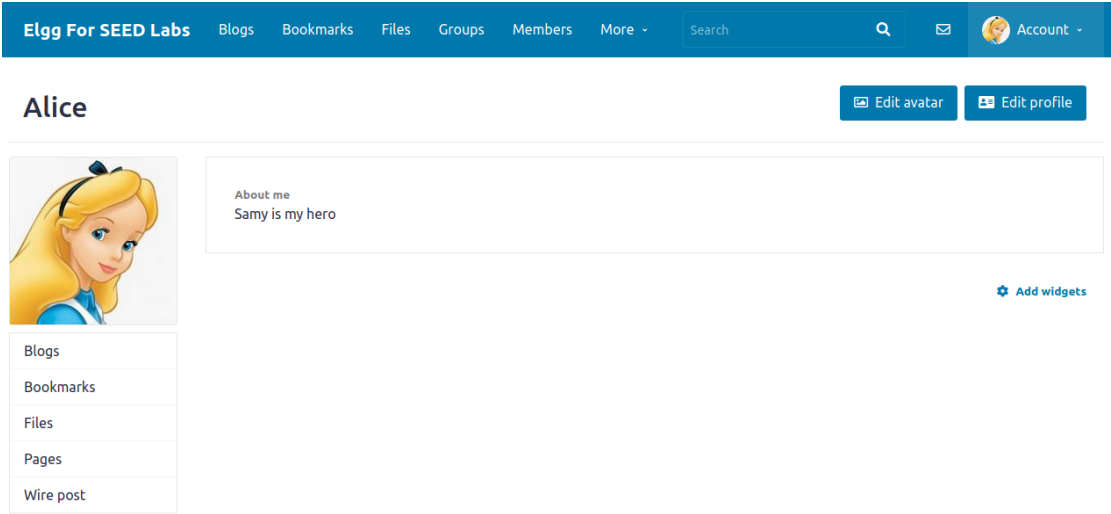 Elgg For SEED Labs Blogs Bookmarks Files Groups Members More Search Account
Alice
Edit avatar Edit profile
About me
Samy is my hero
Add widgets
Blogs
Bookmarks
Files
Pages
Wire post